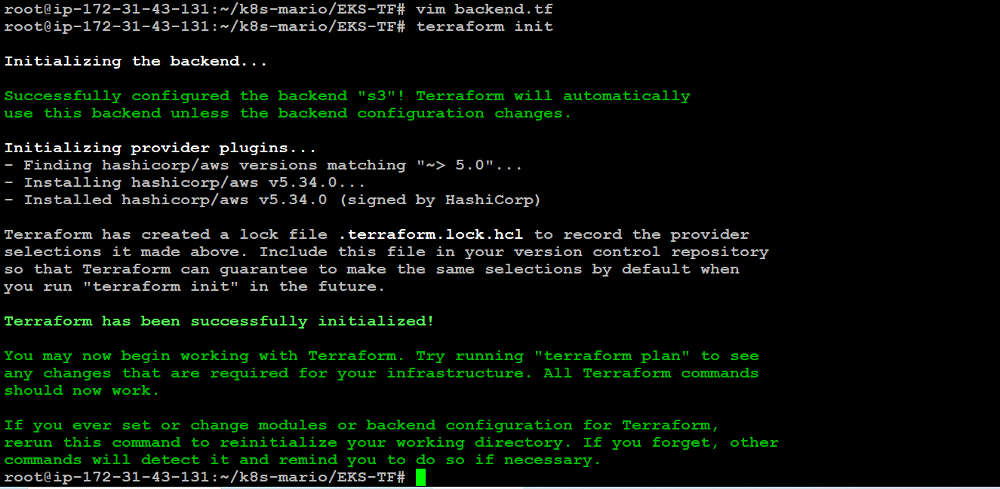 root@ip-172-31-43-131:~/k8s-mario/EKS-TF# vim backend.tf
root@ip-172-31-43-131:~/k8s-mario/EKS-TF# terraform init
Initializing the backend...
Successfully configured the backend "s3"! Terraform will automatically
use this backend unless the backend configuration changes.
Initializing provider plugins...
- Finding hashicorp/aws versions matching "~> 5.0"...
- Installing hashicorp/aws v5.34.0...
- Installed hashicorp/aws v5.34.0 (signed by HashiCorp)
Terraform has created a lock file .terraform.lock.hcl to record the provider
selections it made above. Include this file in your version control repository
so that Terraform can guarantee to make the same selections by default when
you run "terraform init" in the future.
Terraform has been successfully initialized!
You may now begin working with Terraform. Try running "terraform plan" to see
any changes that are required for your infrastructure. All Terraform commands
should now work.
If you ever set or change modules or backend configuration for Terraform,
rerun this command to reinitialize your working directory. If you forget, other
commands will detect it and remind you to do so if necessary.
root@ip-172-31-43-131:~/k8s-mario/EKS-TF#